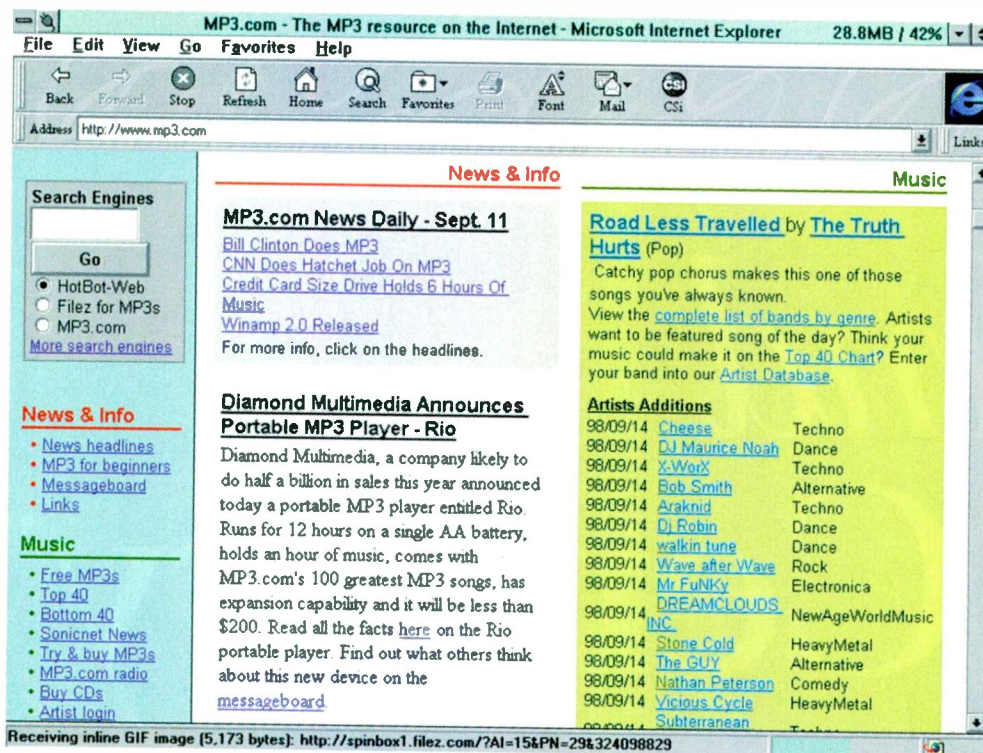 MP3.com - The MP3 resource on the Internet - Microsoft Internet Explorer
28.8MB / 42%
File Edit View Go Favorites Help
Back Forward Stop Refresh Home Search Favorites Print Font Mail CSi
Address http://www.mp3.com
Links
Search Engines
Go
HotBot-Web
Filez for MP3s
MP3.com
More search engines
News & Info
• News headlines
• MP3 for beginners
• Messageboard
• Links
Music
• Free MP3s
• Top 40
• Bottom 40
• Sonicnet News
• Try & buy MP3s
• MP3.com radio
• Buy CDs
• Artist login
News & Info
MP3.com News Daily - Sept. 11
Bill Clinton Does MP3
CNN Does Hatchet Job On MP3
Credit Card Size Drive Holds 6 Hours Of
Music
Winamp 2.0 Released
For more info, click on the headlines.
Diamond Multimedia Announces
Portable MP3 Player - Rio
Diamond Multimedia, a company likely to
do half a billion in sales this year announced
today a portable MP3 player entitled Rio.
Runs for 12 hours on a single AA battery,
holds an hour of music, comes with
MP3.com's 100 greatest MP3 songs, has
expansion capability and it will be less than
$200. Read all the facts here on the Rio
portable player. Find out what others think
about this new device on the
messageboard.
Music
Road Less Travelled by The Truth
Hurts (Pop)
Catchy pop chorus makes this one of those
songs you've always known.
View the complete list of bands by genre. Artists
want to be featured song of the day? Think your
music could make it on the Top 40 Chart? Enter
your band into our Artist Database.
Artists Additions
98/09/14 Cheese Techno
98/09/14 DJ Maurice Noah Dance
98/09/14 X-WorX Techno
98/09/14 Bob Smith Alternative
98/09/14 Araknid Techno
98/09/14 Dj Robin Dance
98/09/14 walkin tune Dance
98/09/14 Wave after Wave Rock
98/09/14 Mr FuNKy Electronica
98/09/14 DREAMCLOUDS INC. NewAgeWorldMusic
98/09/14 Stone Cold HeavyMetal
98/09/14 The GUY Alternative
98/09/14 Nathan Peterson Comedy
98/09/14 Vicious Cycle HeavyMetal
Subterranean
Receiving inline GIF image (5,173 bytes): http://spinbox1.filez.com/?AI=15&PN=29&324098829